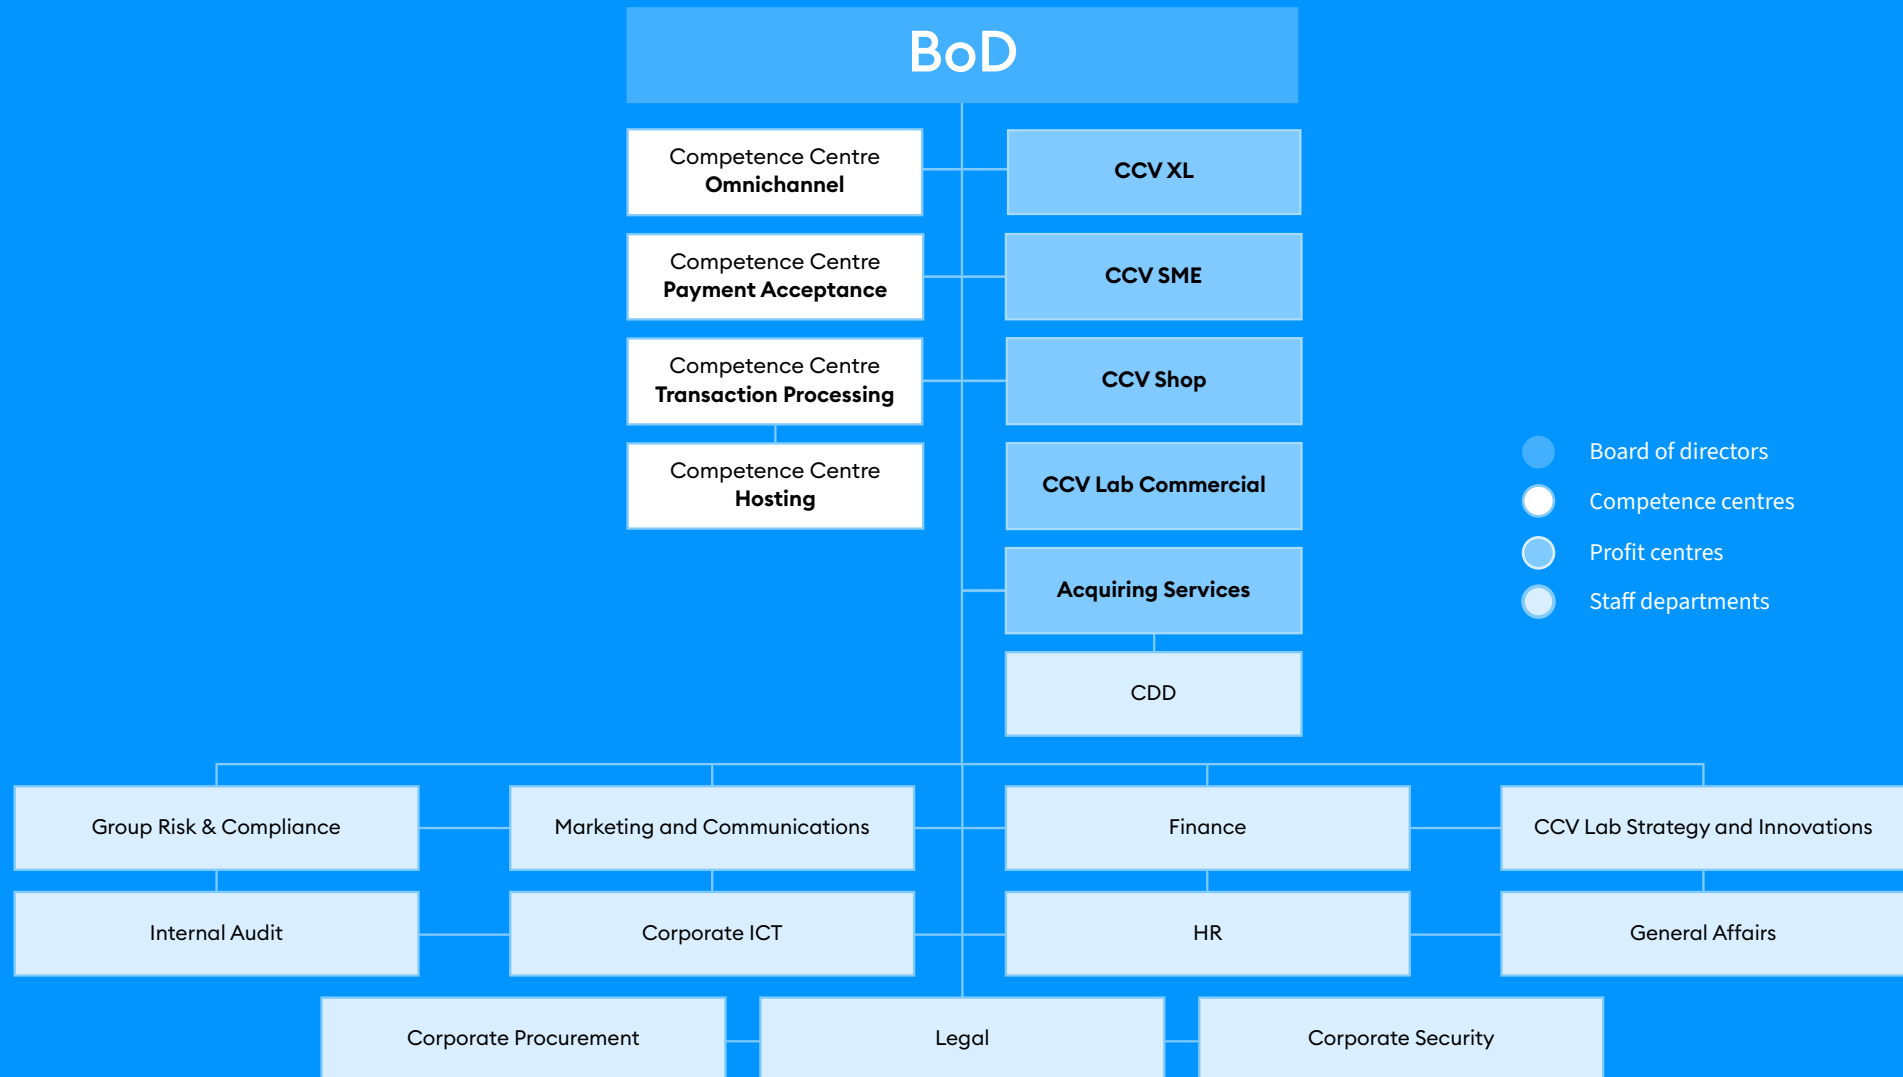 BoD
Competence Centre
Omnichannel
CCV XL
Competence Centre
Payment Acceptance
CCV SME
Competence Centre
Transaction Processing
CCV Shop
Competence Centre
Hosting
CCV Lab Commercial
Acquiring Services
CDD
Board of directors
Competence centres
Profit centres
Staff departments
Group Risk & Compliance
Marketing and Communications
Finance
CCV Lab Strategy and Innovations
Internal Audit
Corporate ICT
HR
General Affairs
Corporate Procurement
Legal
Corporate Security